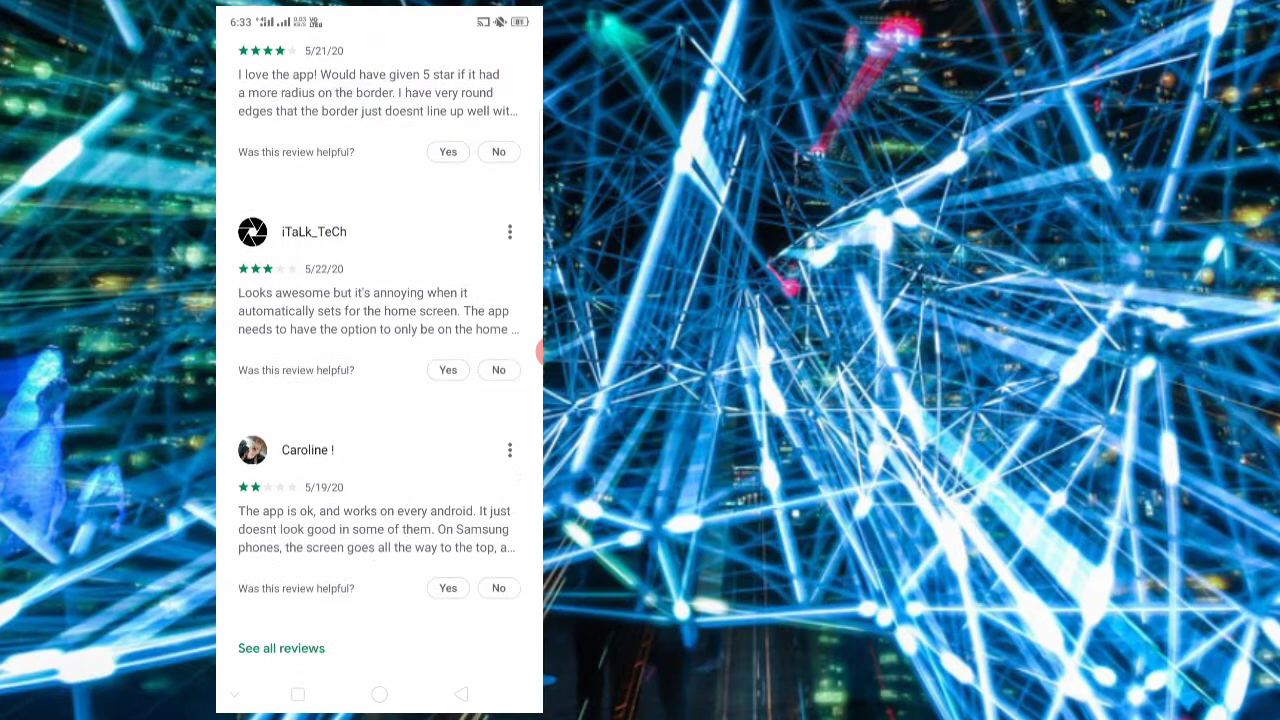 6:33 0.03 81
5/21/20
I love the app! Would have given 5 star if it had
a more radius on the border. I have very round
edges that the border just doesnt line up well wit...
Was this review helpful? Yes No
iTaLk_TeCh
5/22/20
Looks awesome but it's annoying when it
automatically sets for the home screen. The app
needs to have the option to only be on the home ...
Was this review helpful? Yes No
Caroline !
5/19/20
The app is ok, and works on every android. It just
doesnt look good in some of them. On Samsung
phones, the screen goes all the way to the top, a...
Was this review helpful? Yes No
See all reviews